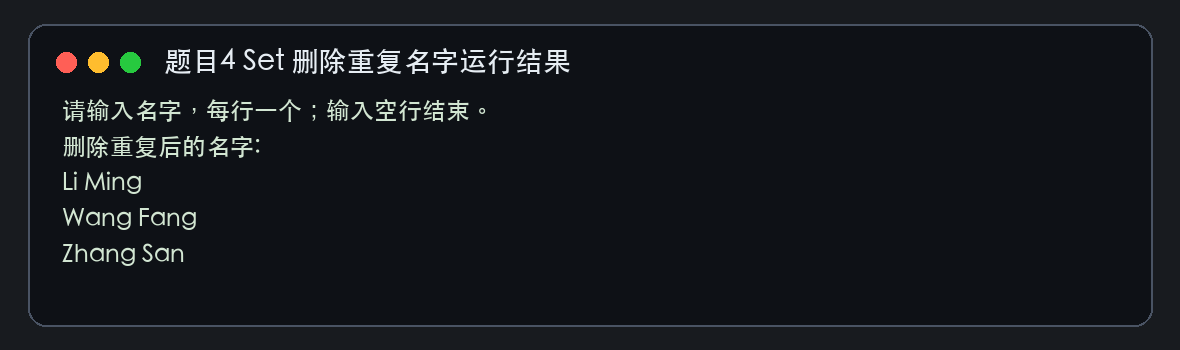 题目4 Set 删除重复名字运行结果
请输入名字，每行一个；输入空行结束。
删除重复后的名字:
Li Ming
Wang Fang
Zhang San